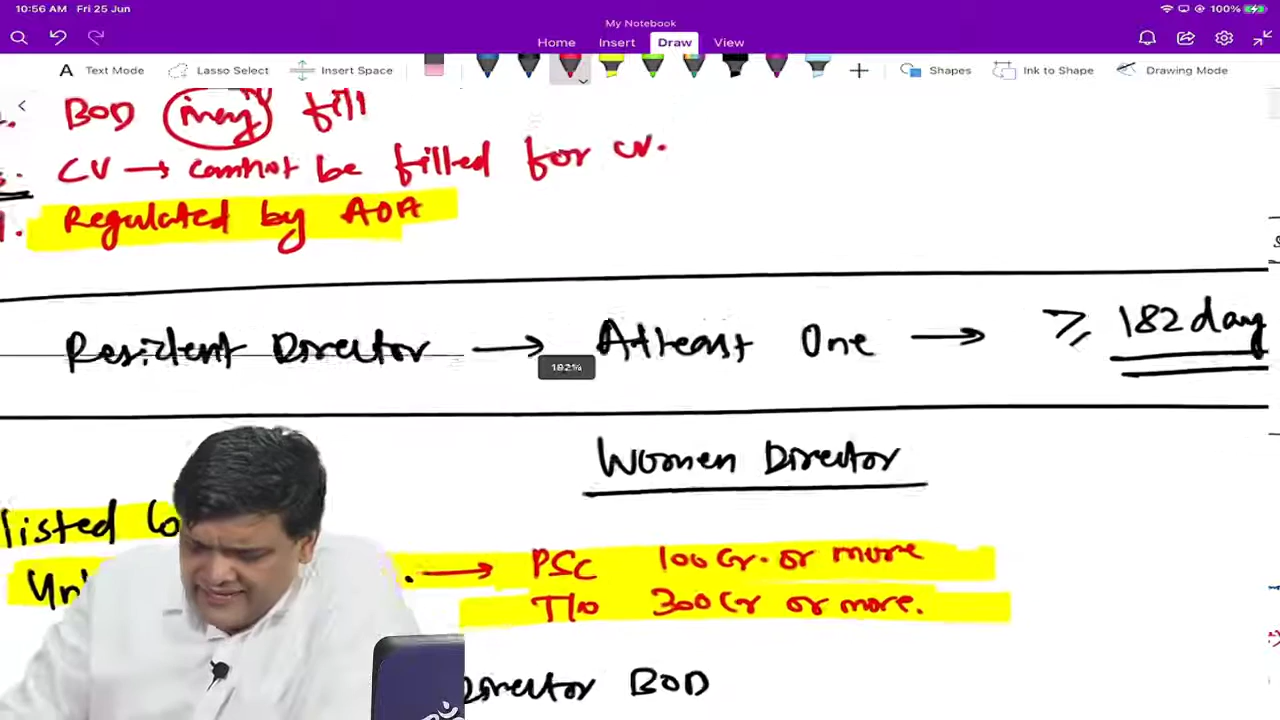 10:56 AM Fri 25 Jun
100%
My Notebook
Home Insert Draw View
A Text Mode Lasso Select Insert Space Shapes Ink to Shape Drawing Mode
BOD may fill
CV → cannot be filled for cv.
Regulated by AOA
Resident Director → Atleast One → ≥ 182 day
182%
Women Director
listed Co
→ PSC 100 Cr. or more
T/o 300 Cr or more.
Director BOD